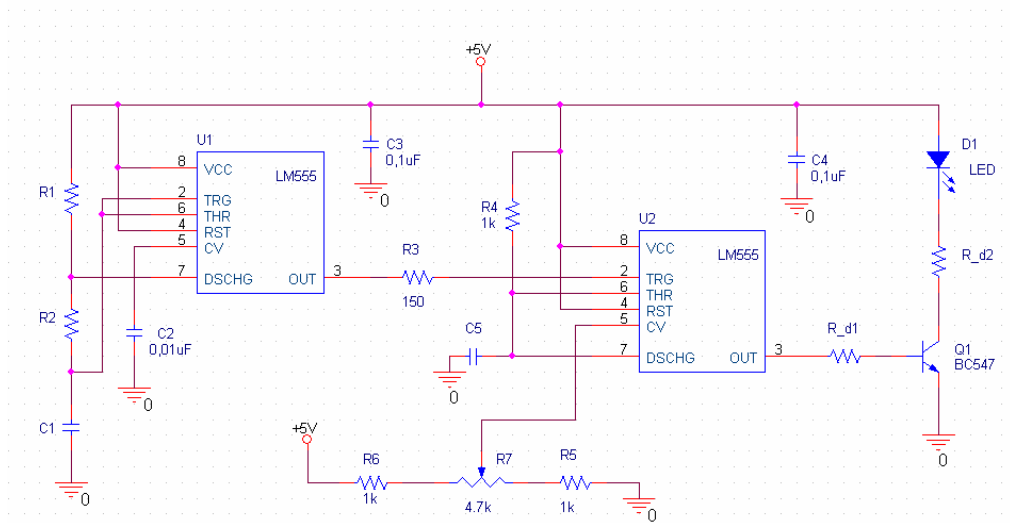 +5V
U1
C3
0,1uF
0
8 VCC
LM555
2 TRG
6 THR
4 RST
5 CV
7 DSCHG
OUT 3
R1
R2
C2
0,01uF
0
C1
0
R3
150
R4
1k
C5
0
U2
8 VCC
LM555
2 TRG
6 THR
4 RST
5 CV
7 DSCHG
OUT 3
C4
0,1uF
0
D1
LED
R_d2
R_d1
Q1
BC547
0
+5V
R6
1k
R7
4.7k
R5
1k
0